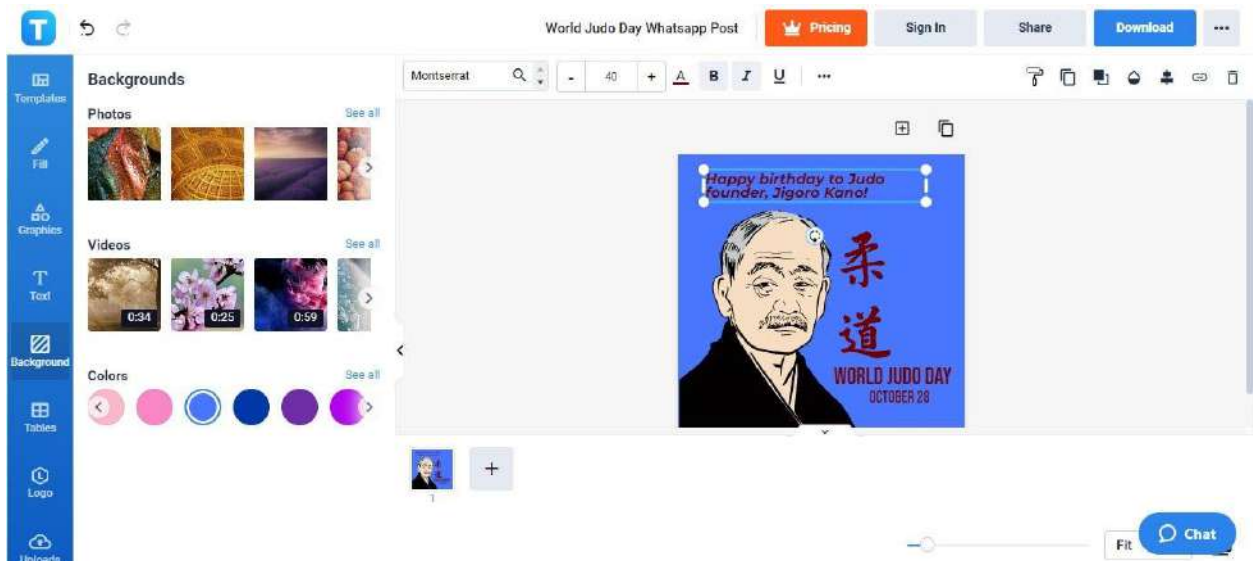 T
World Judo Day Whatsapp Post
Pricing
Sign In
Share
Download
Templates
Fill
Graphics
Text
Background
Tables
Logo
Uploads
Backgrounds
Photos
See all
Videos
See all
0:34
0:25
0:59
Colors
See all
Montserrat
- 40 + A B I U
Happy birthday to Judo
founder, Jigoro Kano!
柔
道
WORLD JUDO DAY
OCTOBER 28
1
Fit
Chat